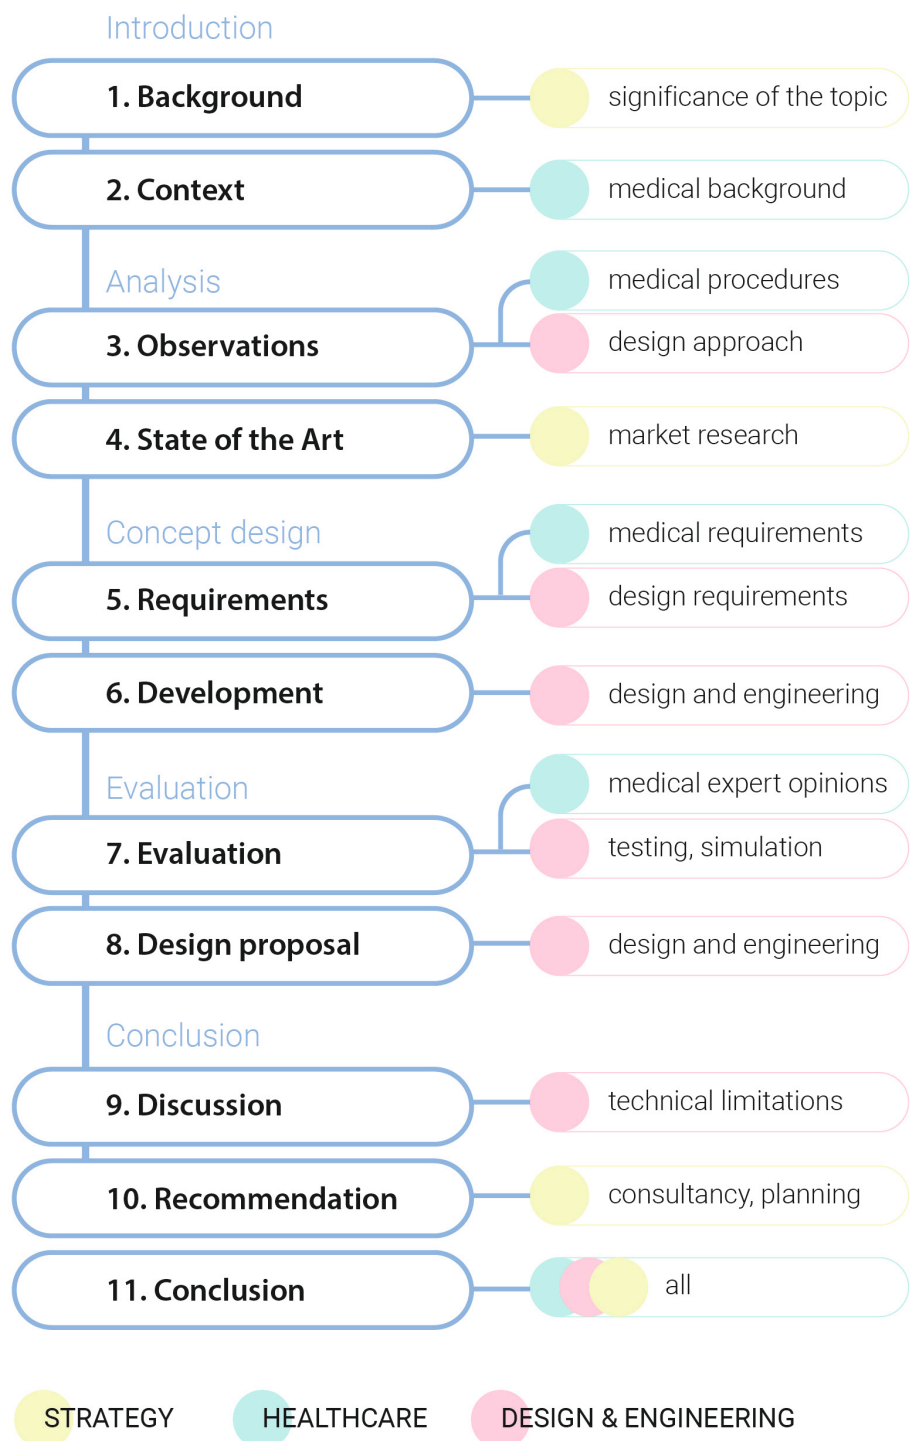 Introduction
1. Background
significance of the topic
2. Context
medical background
Analysis
medical procedures
3. Observations
design approach
4. State of the Art
market research
Concept design
medical requirements
5. Requirements
design requirements
6. Development
design and engineering
Evaluation
medical expert opinions
7. Evaluation
testing, simulation
8. Design proposal
design and engineering
Conclusion
9. Discussion
technical limitations
10. Recommendation
consultancy, planning
11. Conclusion
all
STRATEGY
HEALTHCARE
DESIGN & ENGINEERING